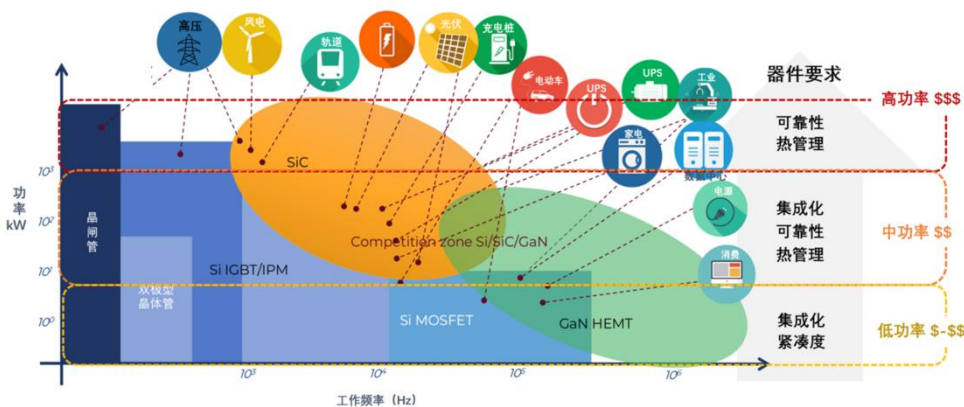 高压
风电
轨道
光伏
充电桩
电动车
UPS
UPS
工业
家电
数据中心
电源
消费
器件要求
高功率 $$$
可靠性
热管理
中功率 $$
集成化
可靠性
热管理
低功率 $-$$
集成化
紧凑度
功率
kW
10³
10²
10¹
10⁰
晶闸管
双极型
晶体管
Si IGBT/IPM
SiC
Competition zone Si/SiC/GaN
Si MOSFET
GaN HEMT
10³
10⁴
10⁵
10⁶
工作频率（Hz）